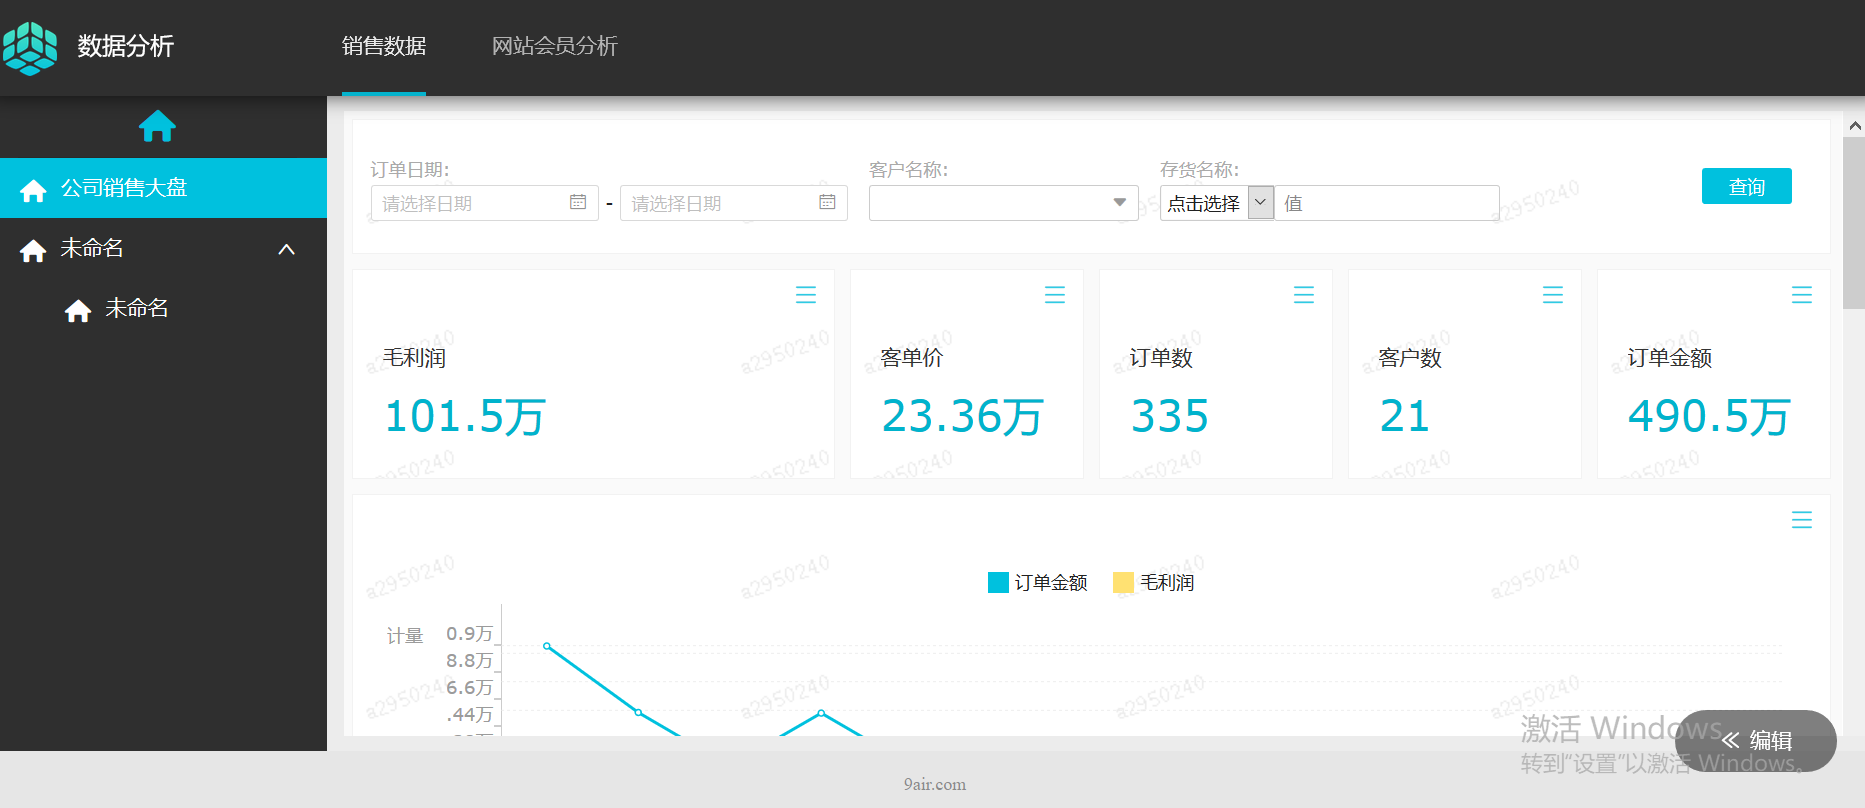 数据分析
销售数据
网站会员分析
公司销售大盘
未命名
未命名
订单日期:
客户名称:
存货名称:
请选择日期
-
请选择日期
点击选择
值
查询
毛利润
101.5万
客单价
23.36万
订单数
335
客户数
21
订单金额
490.5万
订单金额
毛利润
计量
0.9万
8.8万
6.6万
.44万
a2950240
激活 Windows
转到“设置”以激活 Windows。
编辑
9air.com